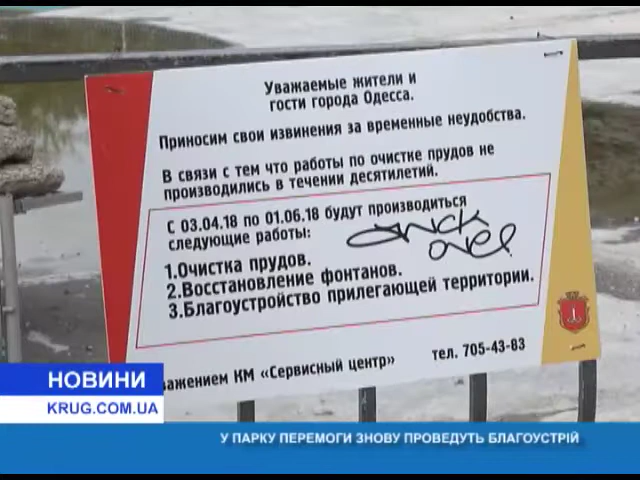 Уважаемые жители и
гости города Одесса.
Приносим свои извинения за временные неудобства.
В связи с тем что работы по очистке прудов не
производились в течении десятилетий.
С 03.04.18 по 01.06.18 будут производиться
следующие работы:
1.Очистка прудов.
2.Восстановление фонтанов.
3.Благоустройство прилегающей территории.
КМ «Сервисный центр» тел. 705-43-83
НОВИНИ
KRUG.COM.UA
У ПАРКУ ПЕРЕМОГИ ЗНОВУ ПРОВЕДУТЬ БЛАГОУСТРІЙ